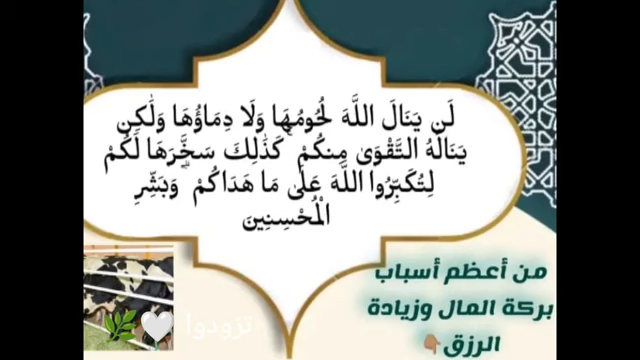 لَن يَنَالَ اللَّهَ لُحُومُهَا وَلَا دِمَاؤُهَا وَلَٰكِن
يَنَالُهُ التَّقْوَىٰ مِنكُمْ ۚ كَذَٰلِكَ سَخَّرَهَا لَكُمْ
لِتُكَبِّرُوا اللَّهَ عَلَىٰ مَا هَدَاكُمْ ۗ وَبَشِّرِ
الْمُحْسِنِينَ
من أعظم أسباب
بركة المال وزيادة
الرزق👇🏽
تزودوا 🤍🌿